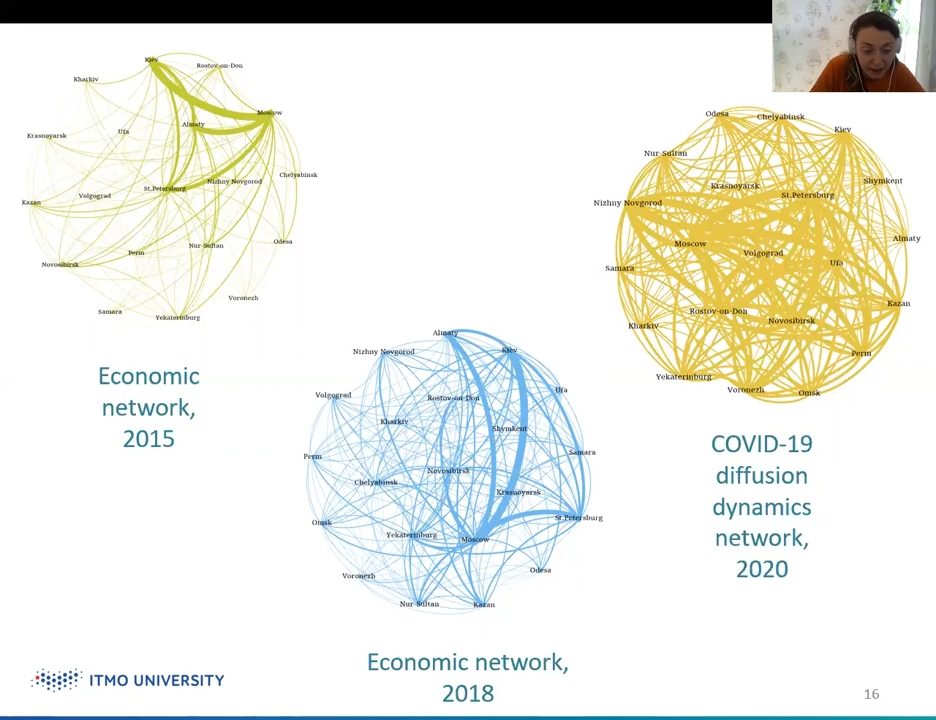 Kiev
Rostov-on-Don
Kharkiv
Moscow
Almaty
Ufa
Krasnoyarsk
Chelyabinsk
Nizhny Novgorod
St.Petersburg
Volgograd
Kazan
Odesa
Nur-Sultan
Perm
Novosibirsk
Voronezh
Samara
Yekaterinburg
Economic
network,
2015
Almaty
Kiev
Nizhny Novgorod
Ufa
Volgograd
Rostov-on-Don
Kharkiv
Shymkent
Samara
Perm
Novosibirsk
Chelyabinsk
Krasnoyarsk
St.Petersburg
Omsk
Yekaterinburg
Moscow
Odesa
Voronezh
Nur-Sultan
Kazan
Economic network,
2018
Odesa
Chelyabinsk
Kiev
Nur-Sultan
Shymkent
Krasnoyarsk
St.Petersburg
Nizhny Novgorod
Almaty
Moscow
Volgograd
Ufa
Samara
Kazan
Rostov-on-Don
Novosibirsk
Kharkiv
Perm
Yekaterinburg
Voronezh
Omsk
COVID-19
diffusion
dynamics
network,
2020
ITMO UNIVERSITY
16